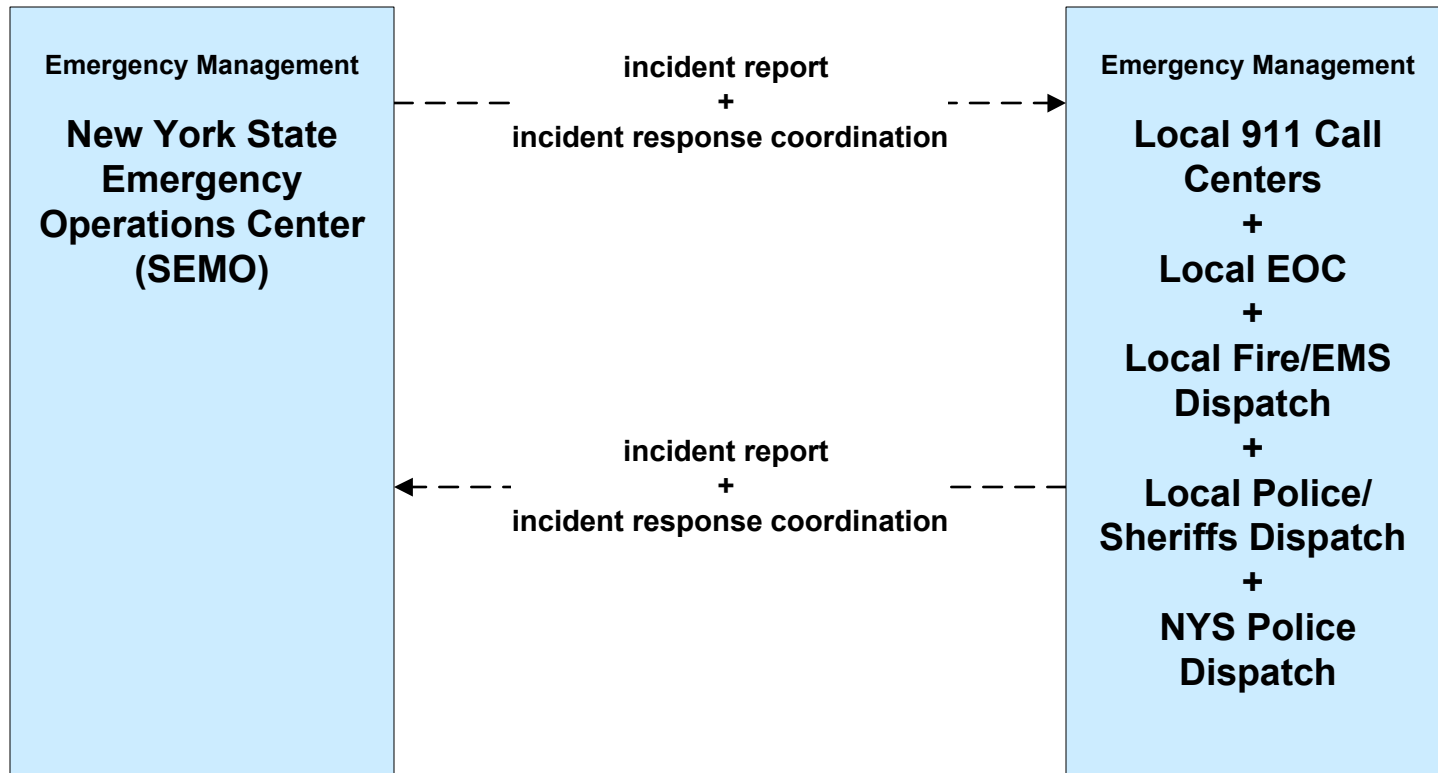 Emergency Management
New York State
Emergency
Operations Center
(SEMO)
incident report
+
incident response coordination
incident report
+
incident response coordination
Emergency Management
Local 911 Call
Centers
+
Local EOC
+
Local Fire/EMS
Dispatch
+
Local Police/
Sheriffs Dispatch
+
NYS Police
Dispatch